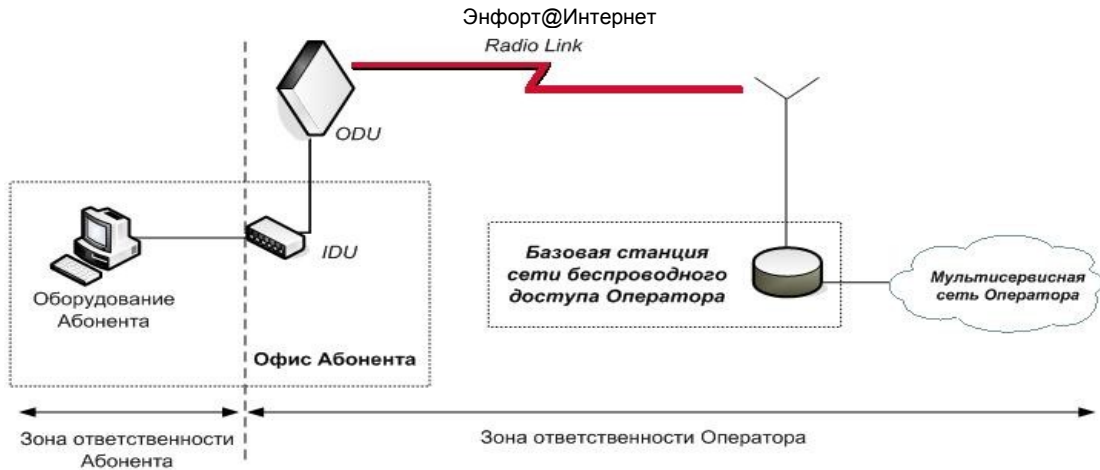 Энфорт@Интернет
Radio Link
ODU
IDU
Оборудование
Абонента
Офис Абонента
Базовая станция
сети беспроводного
доступа Оператора
Мультисервисная
сеть Оператора
Зона ответственности
Абонента
Зона ответственности Оператора